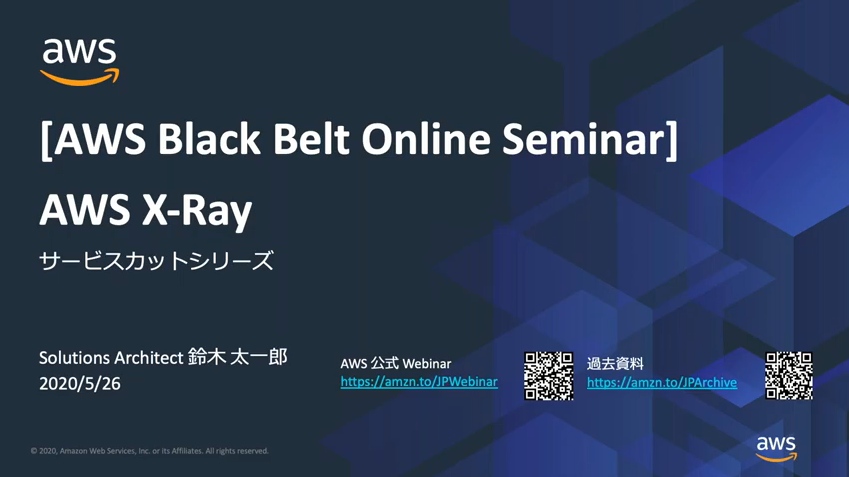 aws
[AWS Black Belt Online Seminar]
AWS X-Ray
サービスカットシリーズ
Solutions Architect 鈴木 太一郎
2020/5/26
AWS 公式 Webinar
https://amzn.to/JPWebinar
過去資料
https://amzn.to/JPArchive
© 2020, Amazon Web Services, Inc. or its Affiliates. All rights reserved.
aws